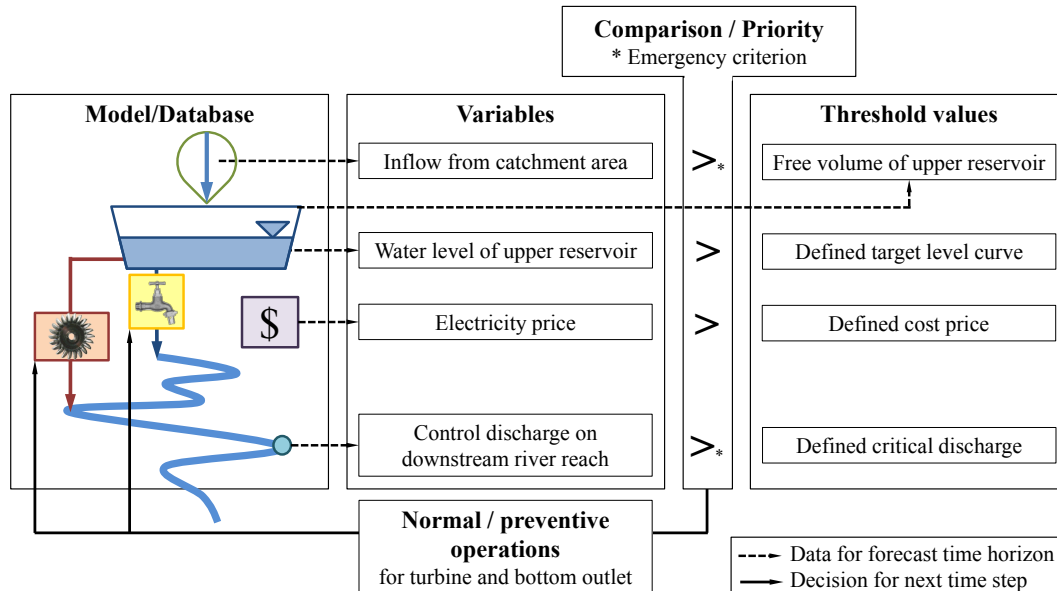 Comparison / Priority
* Emergency criterion
Model/Database
Variables
Threshold values
Inflow from catchment area
>*
Free volume of upper reservoir
Water level of upper reservoir
>
Defined target level curve
$
Electricity price
>
Defined cost price
Control discharge on
downstream river reach
>*
Defined critical discharge
Normal / preventive
operations
for turbine and bottom outlet
Data for forecast time horizon
Decision for next time step